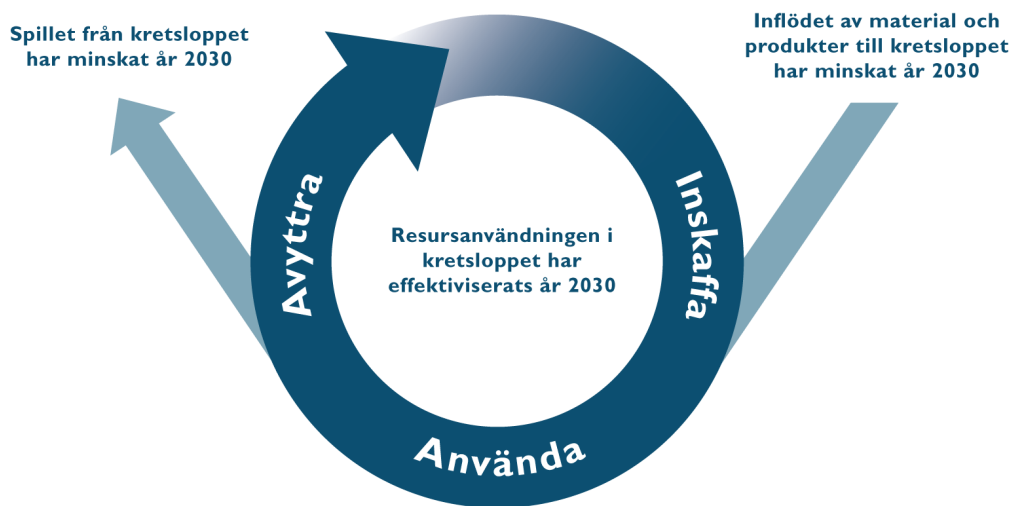 Spillet från kretsloppet
har minskat år 2030
Inflödet av material och
produkter till kretsloppet
har minskat år 2030
Avyttra
Inskaffa
Resursanvändningen i
kretsloppet har
effektiviserats år 2030
Använda